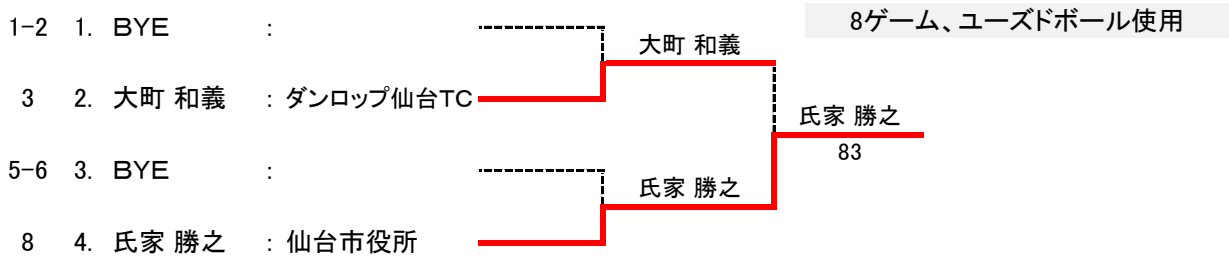 1-2 1. BYE :
8ゲーム、ユーズドボール使用
大町 和義
3 2. 大町 和義 : ダンロップ仙台TC
氏家 勝之
83
5-6 3. BYE :
氏家 勝之
8 4. 氏家 勝之 : 仙台市役所